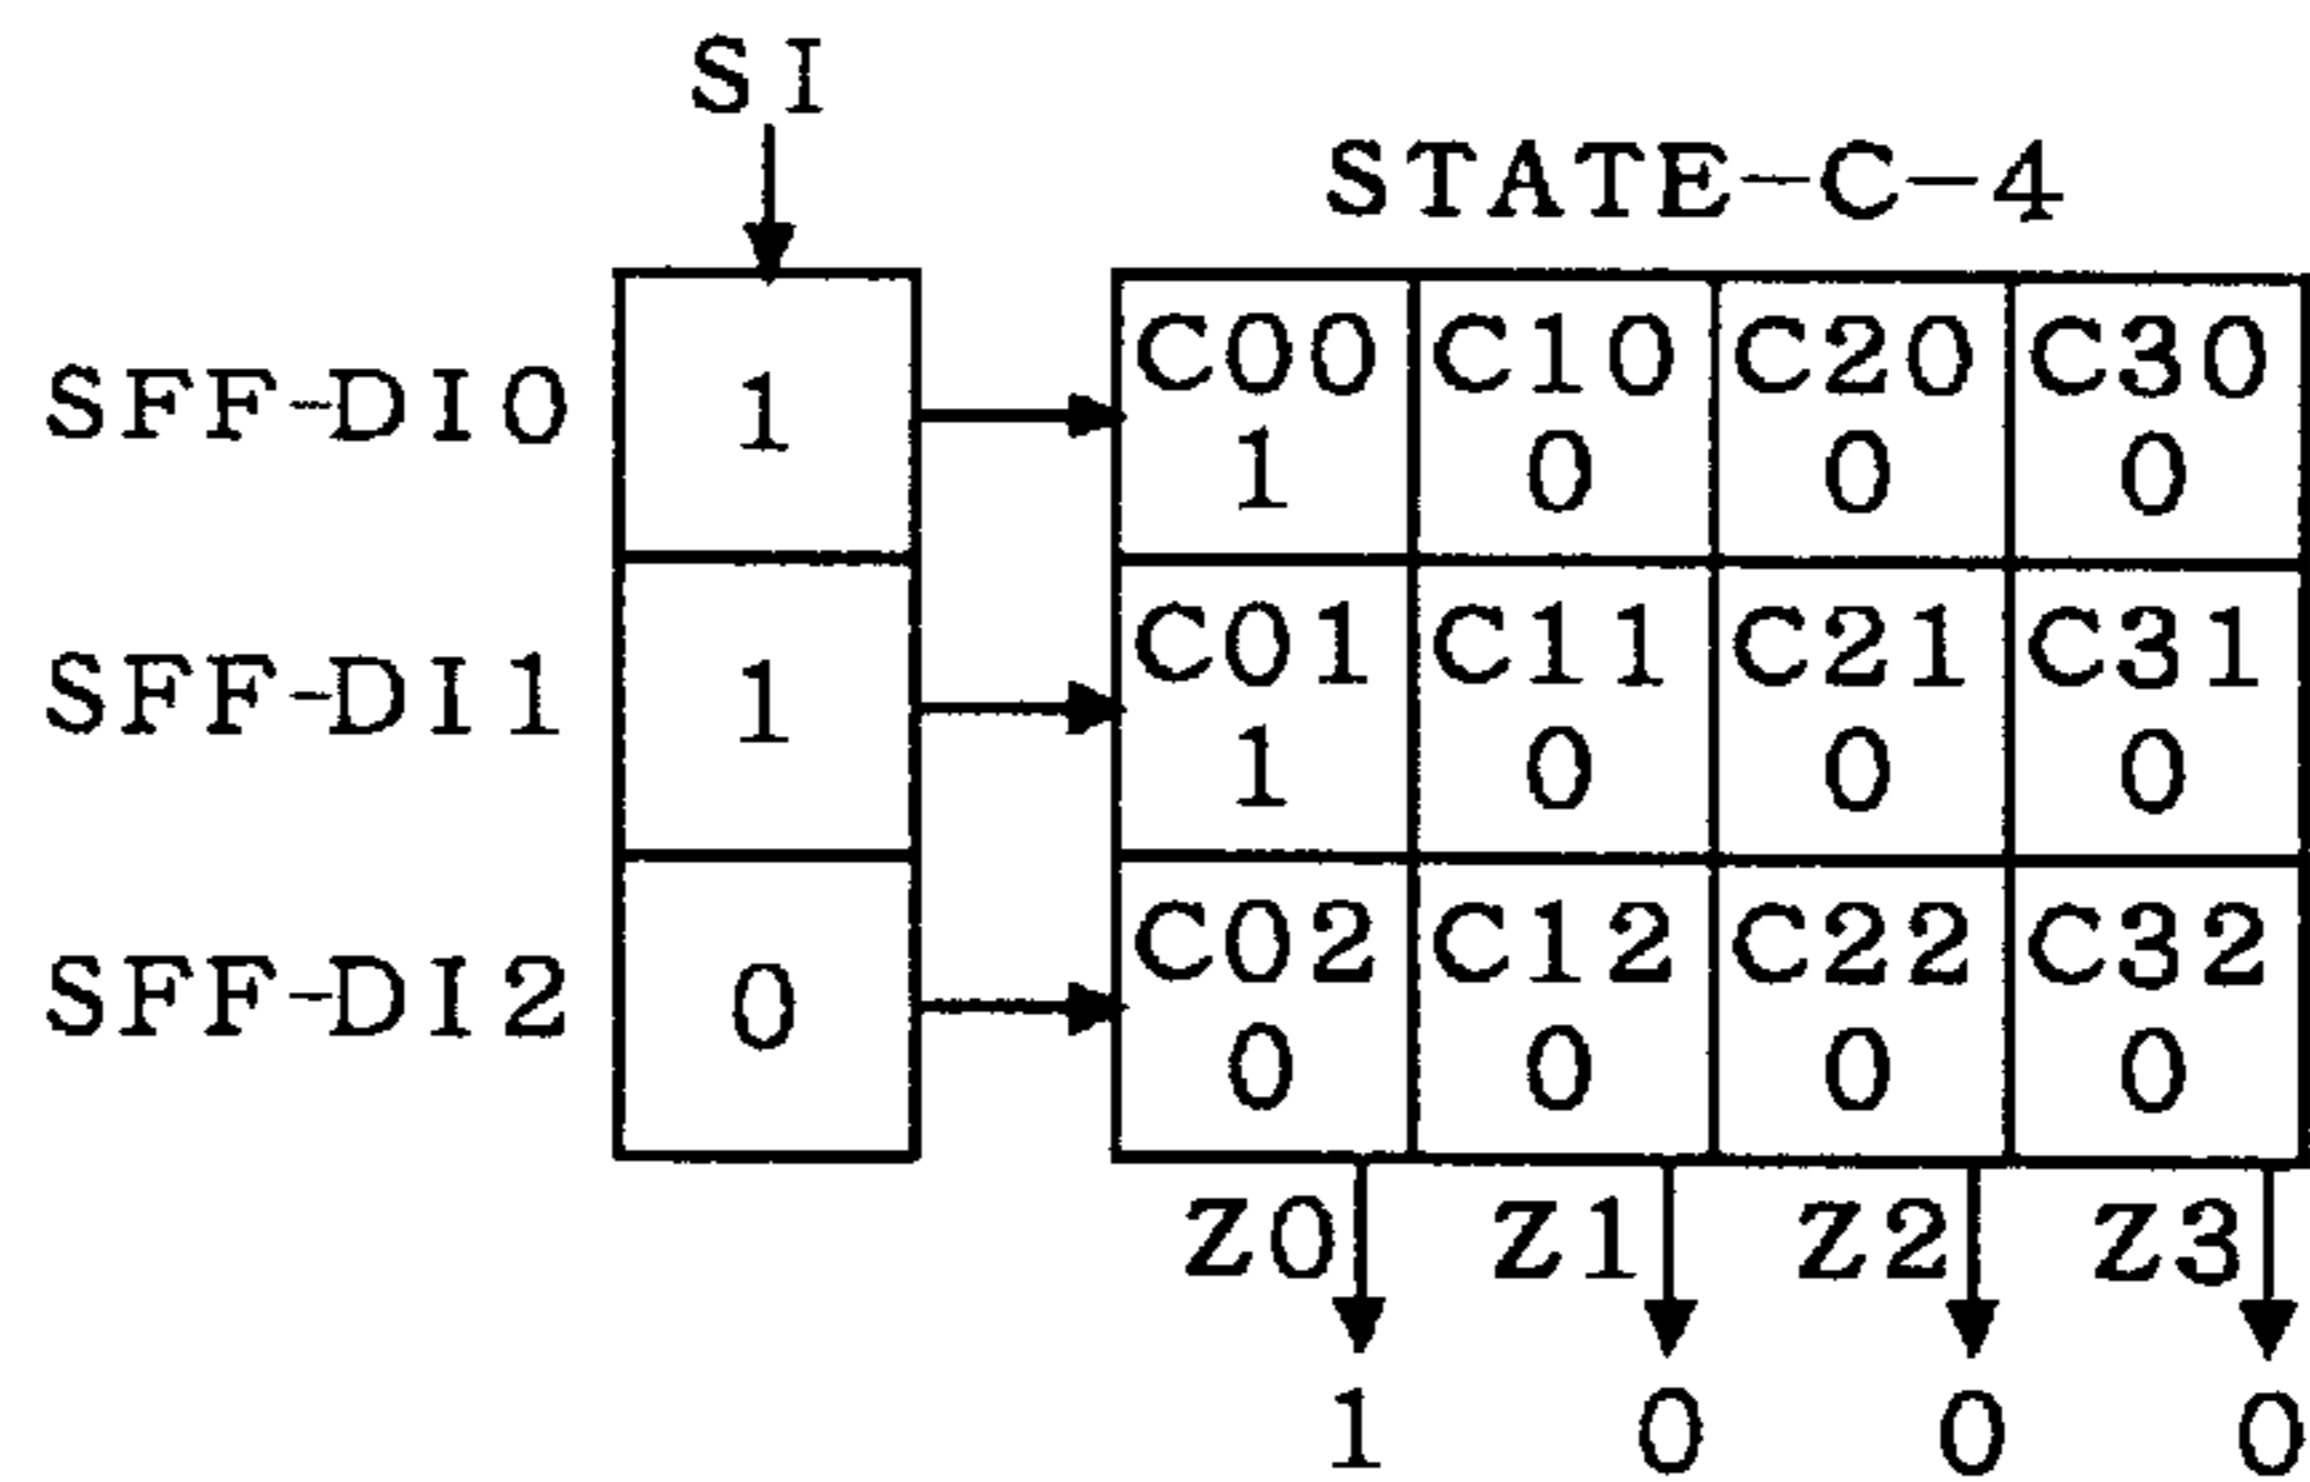 SI
STATE-C-4
C00 C10 C20 C30
SFF-DI0 1 1 0 0 0
C01 C11 C21 C31
SFF-DI1 1 1 0 0 0
C02 C12 C22 C32
SFF-DI2 0 0 0 0 0
Z0 Z1 Z2 Z3
1 0 0 0